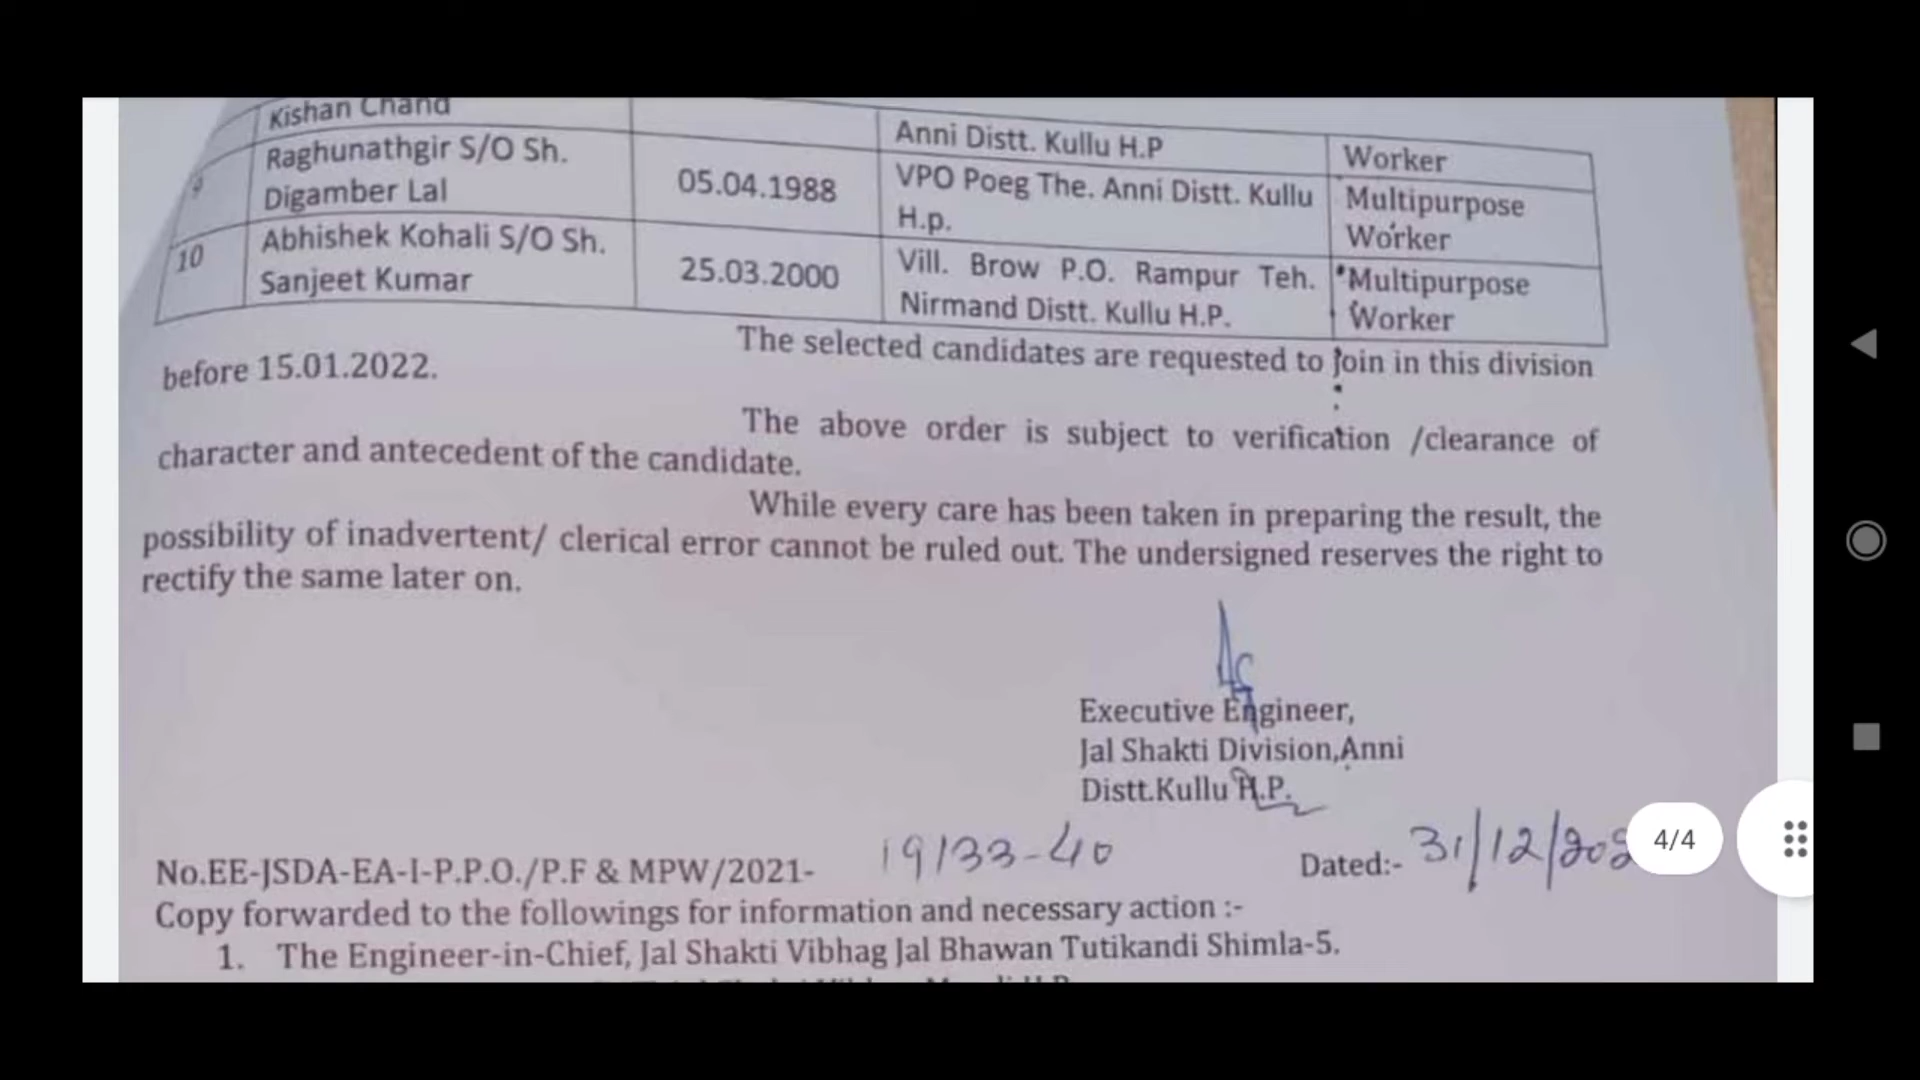 Kishan Chand
Anni Distt. Kullu H.P
Worker
9
Raghunathgir S/O Sh.
Digamber Lal
05.04.1988
VPO Poeg The. Anni Distt. Kullu
H.p.
Multipurpose
Worker
10
Abhishek Kohali S/O Sh.
Sanjeet Kumar
25.03.2000
Vill. Brow P.O. Rampur Teh.
Nirmand Distt. Kullu H.P.
Multipurpose
Worker
The selected candidates are requested to join in this division
before 15.01.2022.
The above order is subject to verification /clearance of
character and antecedent of the candidate.
While every care has been taken in preparing the result, the
possibility of inadvertent/ clerical error cannot be ruled out. The undersigned reserves the right to
rectify the same later on.
Executive Engineer,
Jal Shakti Division,Anni
Distt.Kullu H.P.
No.EE-JSDA-EA-I-P.P.O./P.F & MPW/2021- 19133-40 Dated:- 31/12/202
4/4
Copy forwarded to the followings for information and necessary action :-
1. The Engineer-in-Chief, Jal Shakti Vibhag Jal Bhawan Tutikandi Shimla-5.